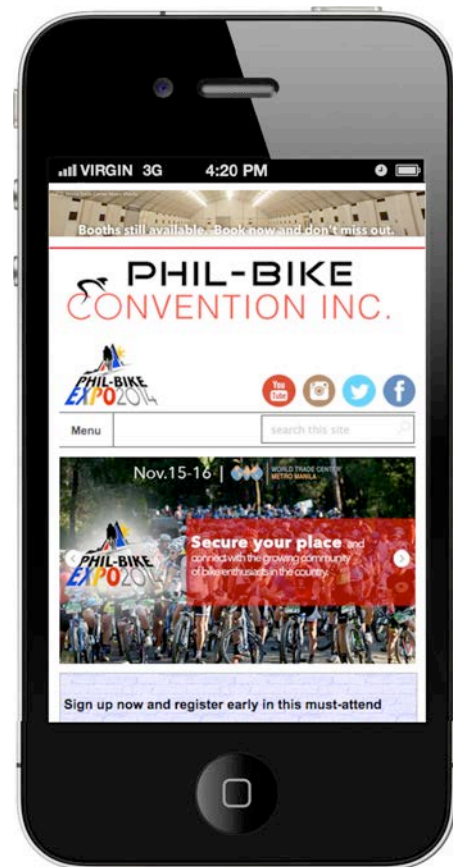 VIRGIN 3G 4:20 PM
Booths still available. Book now and don't miss out.
PHIL-BIKE
CONVENTION INC.
PHIL-BIKE
EXPO2014
You
Tube
Menu
search this site
Nov.15-16 | WORLD TRADE CENTER
METRO MANILA
Secure your place and
connect with the growing community
of bike enthusiasts in the country.
PHIL-BIKE
EXPO2014
Sign up now and register early in this must-attend